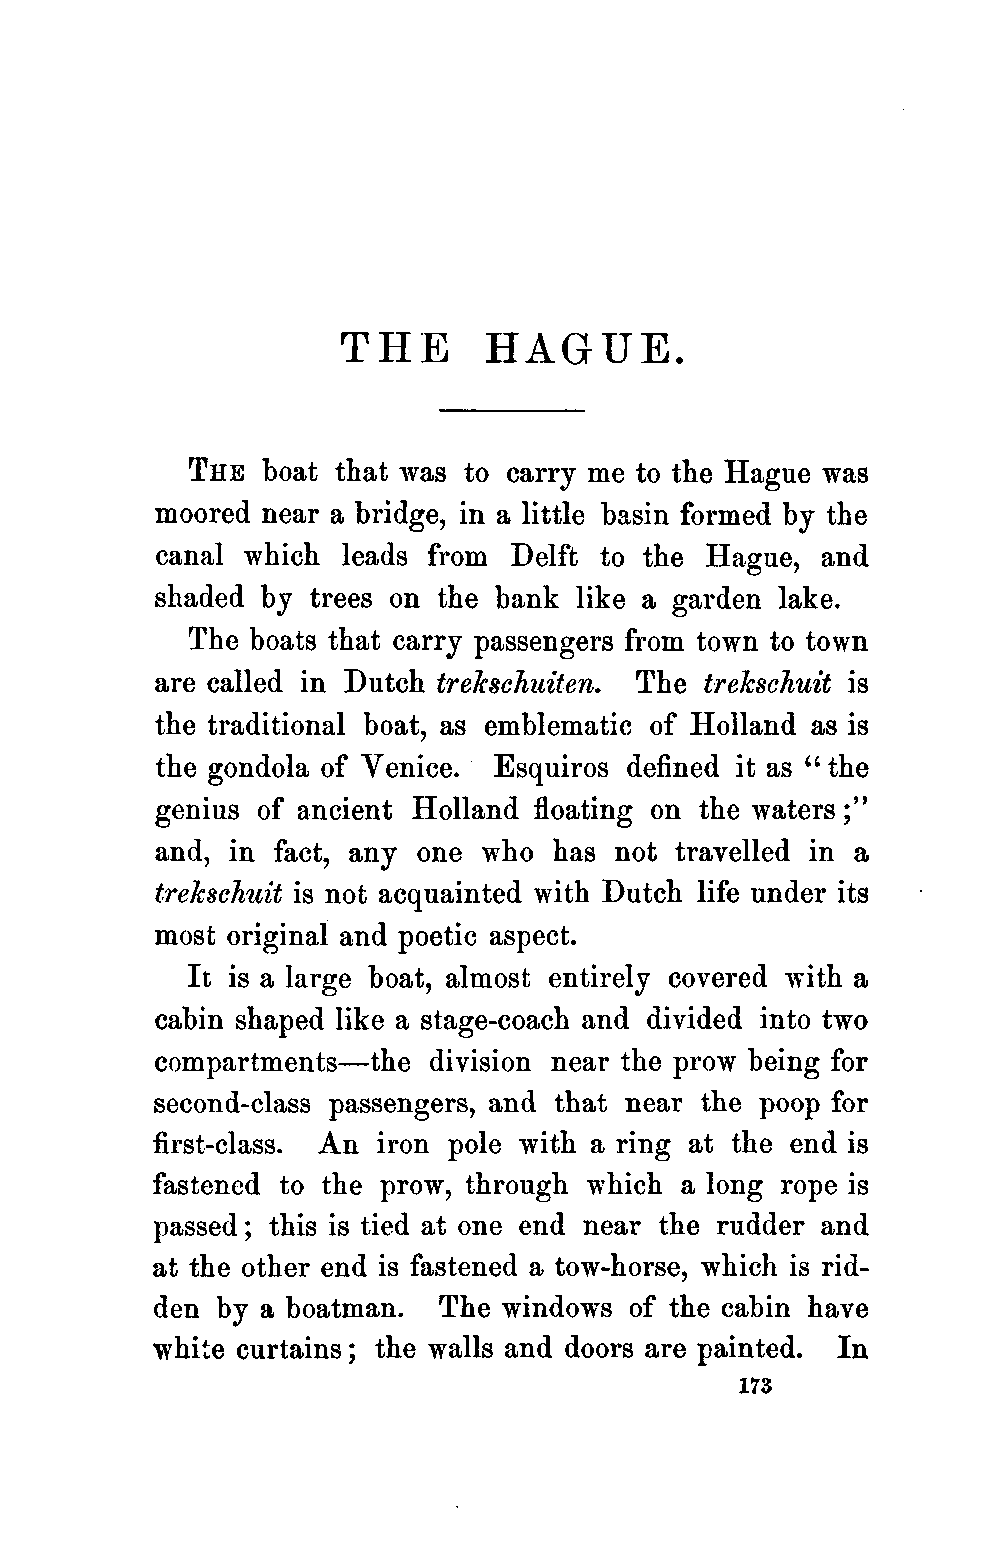 THE HAGUE.
THE boat that was to carry me to the Hague was
moored near a bridge, in a little basin formed by the
canal which leads from Delft to the Hague, and
shaded by trees on the bank like a garden lake.
The boats that carry passengers from town to town
are called in Dutch trekschuiten. The trekschuit is
the traditional boat, as emblematic of Holland as is
the gondola of Venice. Esquiros defined it as “the
genius of ancient Holland floating on the waters;”
and, in fact, any one who has not travelled in a
trekschuit is not acquainted with Dutch life under its
most original and poetic aspect.
It is a large boat, almost entirely covered with a
cabin shaped like a stage-coach and divided into two
compartments—the division near the prow being for
second-class passengers, and that near the poop for
first-class. An iron pole with a ring at the end is
fastened to the prow, through which a long rope is
passed; this is tied at one end near the rudder and
at the other end is fastened a tow-horse, which is rid-
den by a boatman. The windows of the cabin have
white curtains; the walls and doors are painted. In
173